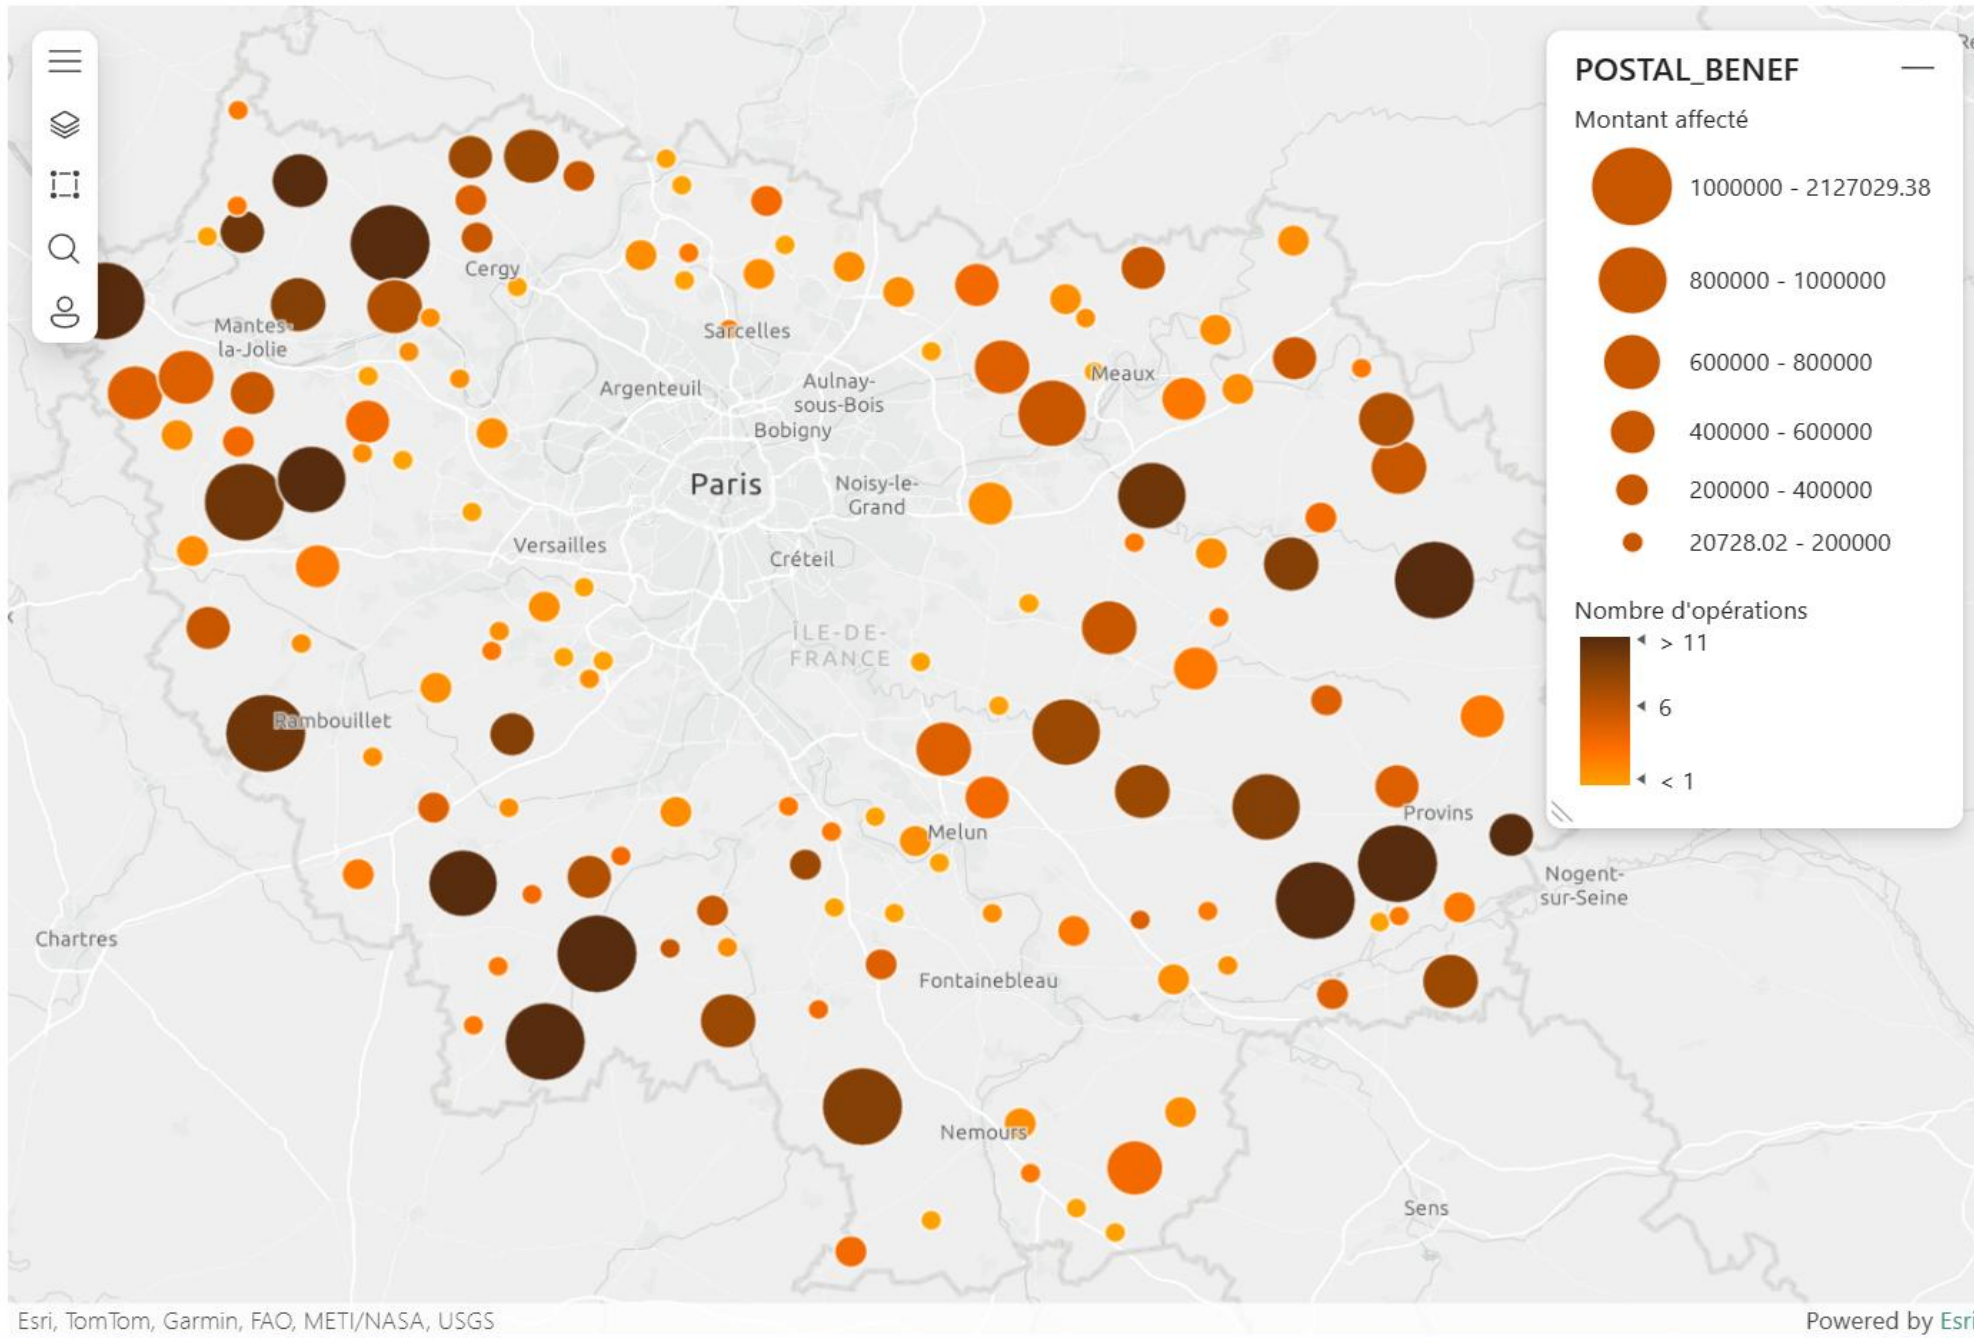 POSTAL_BENEF
Montant affecté
1000000 - 2127029.38
800000 - 1000000
600000 - 800000
400000 - 600000
200000 - 400000
20728.02 - 200000
Nombre d'opérations
> 11
6
< 1
Cergy
Mantes-
la-Jolie
Sarcelles
Argenteuil
Aulnay-
sous-Bois
Meaux
Bobigny
Paris
Noisy-le-
Grand
Versailles
Créteil
ÎLE-DE-
FRANCE
Rambouillet
Provins
Melun
Nogent-
sur-Seine
Chartres
Fontainebleau
Nemours
Sens
Esri, TomTom, Garmin, FAO, METI/NASA, USGS
Powered by Esri